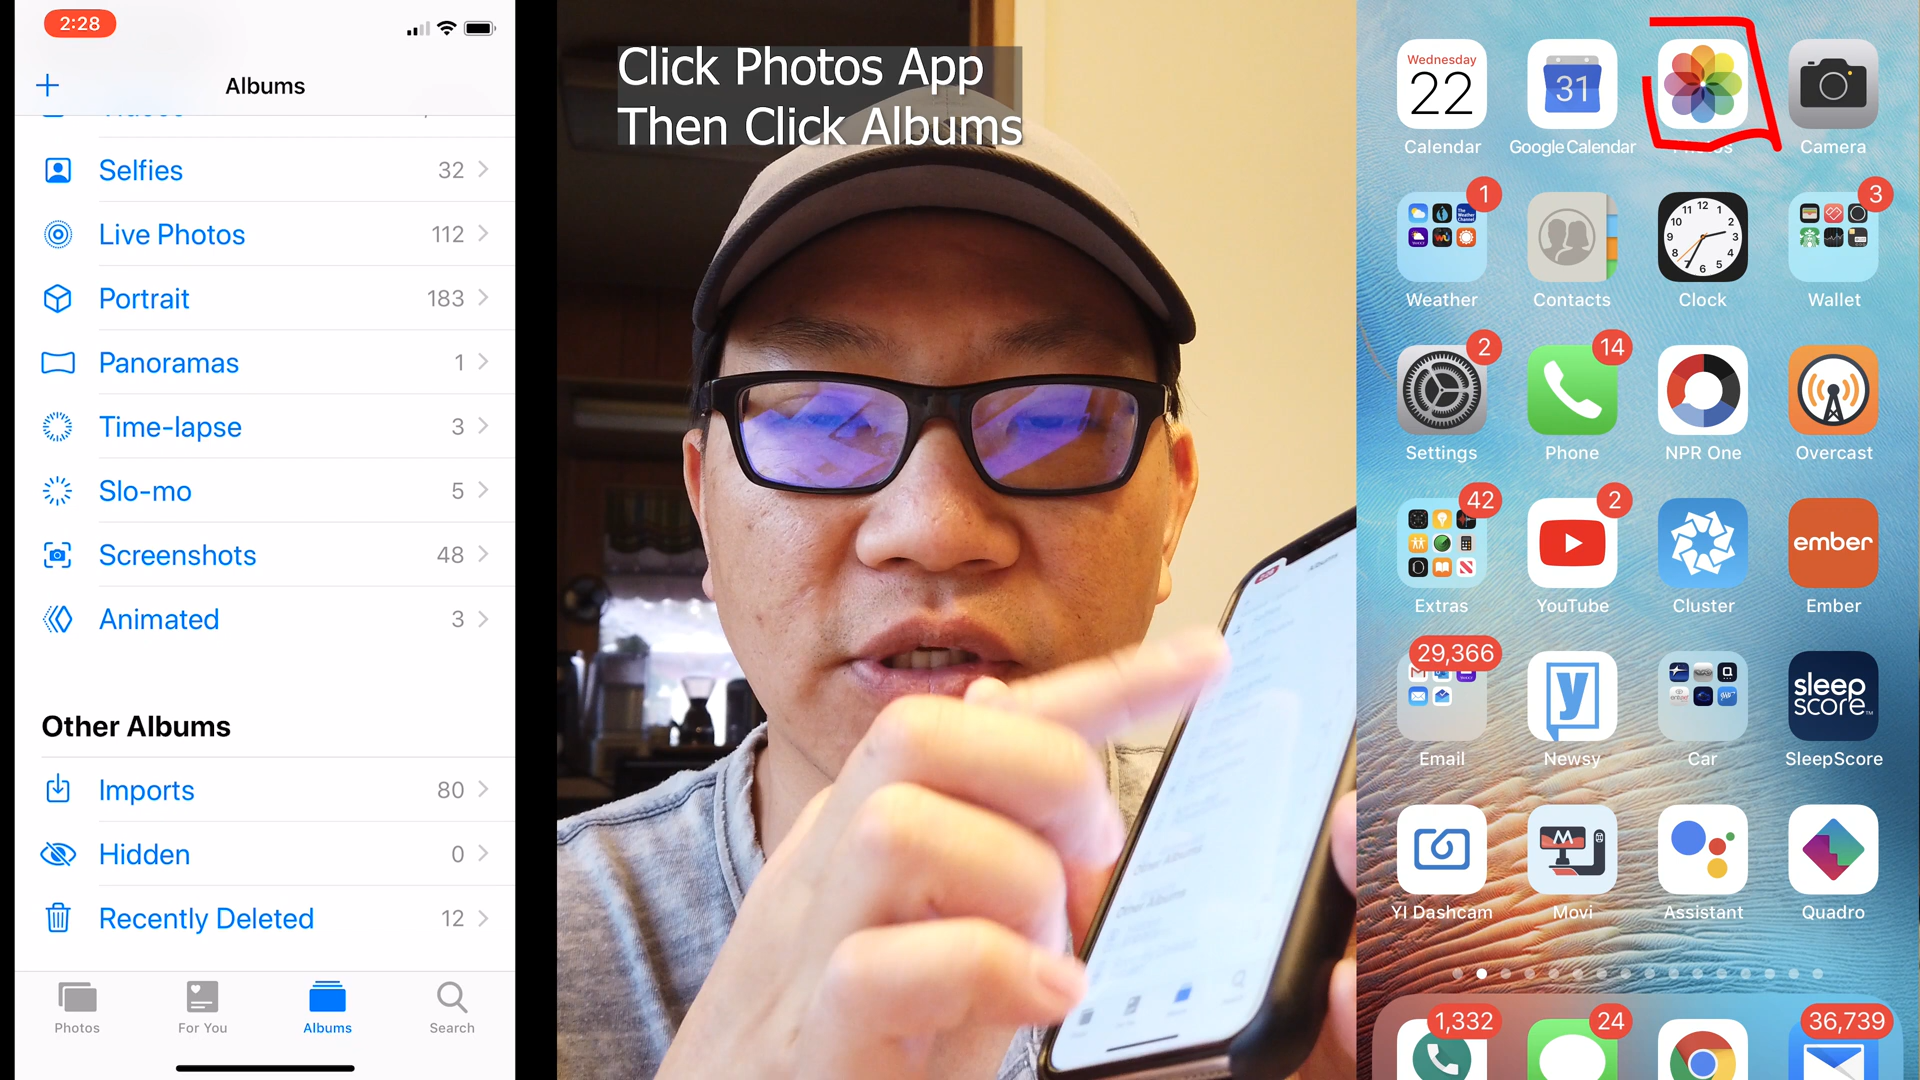 2:28
Albums
Selfies 32
Live Photos 112
Portrait 183
Panoramas 1
Time-lapse 3
Slo-mo 5
Screenshots 48
Animated 3
Other Albums
Imports 80
Hidden 0
Recently Deleted 12
Photos For You Albums Search
Click Photos App
Then Click Albums
Wednesday
22
31
Calendar Google Calendar Photos Camera
1
3
Weather Contacts Clock Wallet
2
14
Settings Phone NPR One Overcast
42
2
ember
Extras YouTube Cluster Ember
29,366
y
sleep
score
Email Newsy Car SleepScore
YI Dashcam Movi Assistant Quadro
1,332
24
36,739